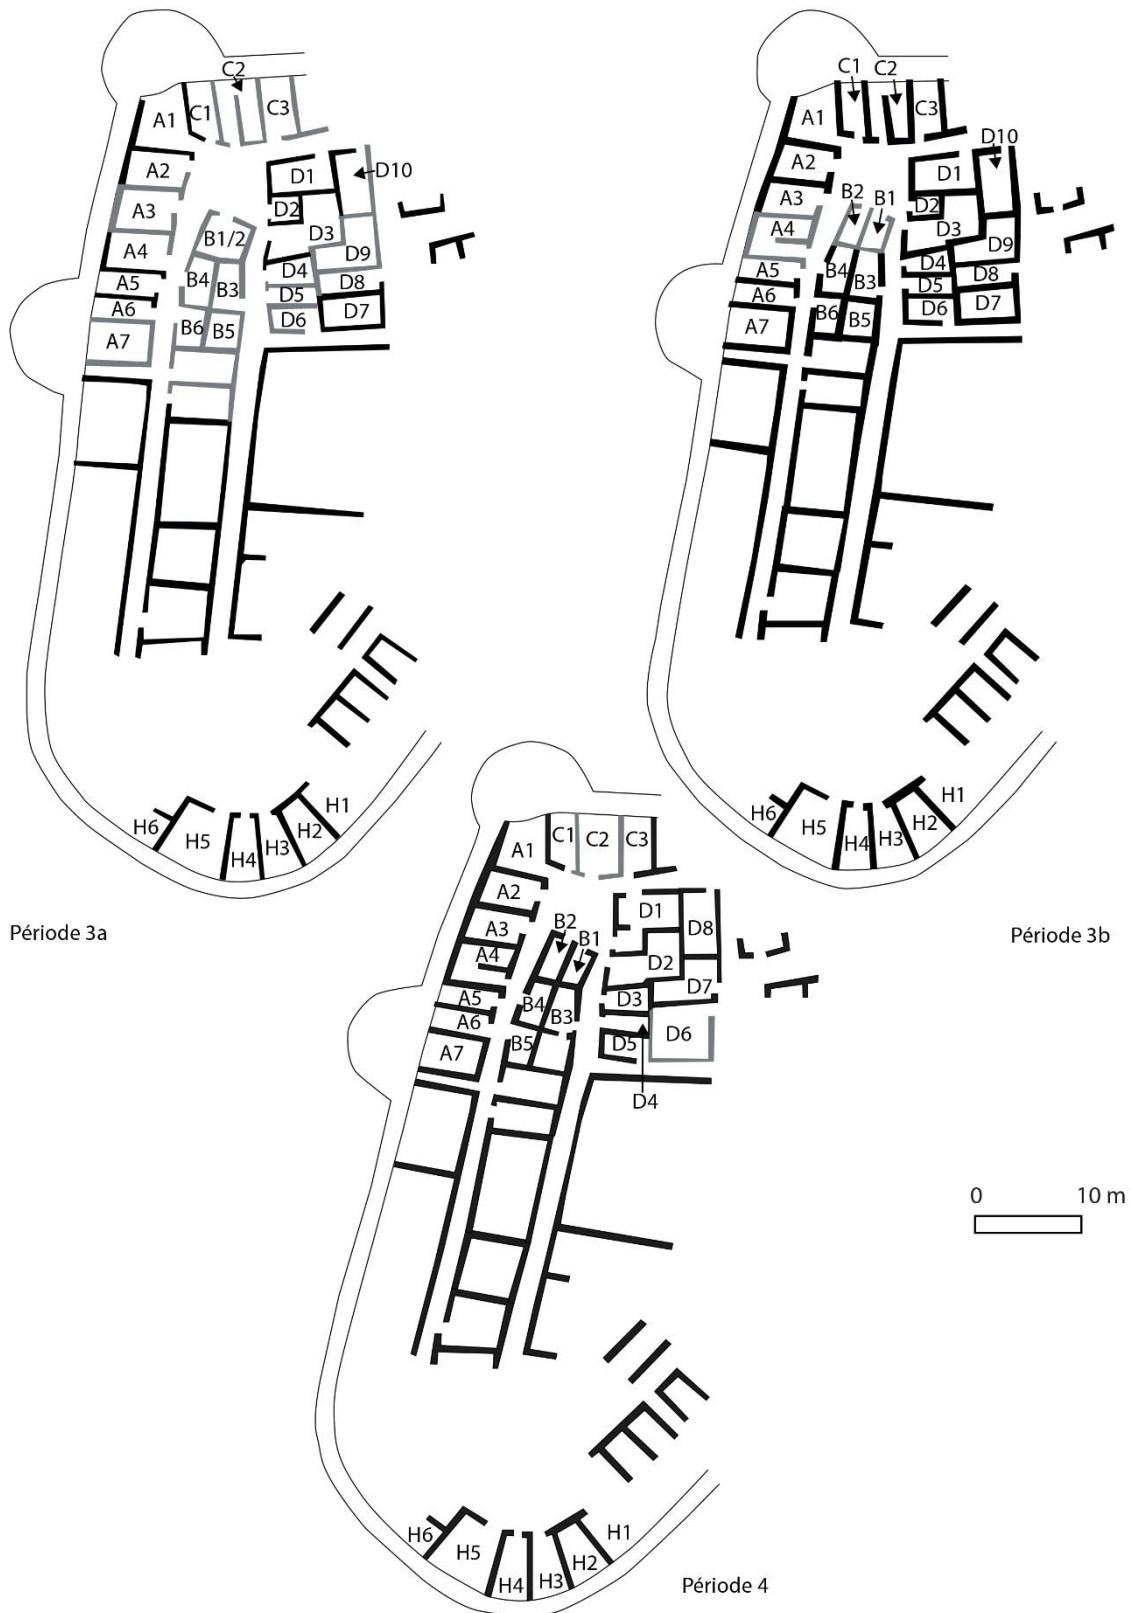 C2
A1
C1
C3
A2
D1
D10
A3
D2
B1/2
D3
A4
D9
D4
B4
B3
A5
D8
D5
A6
D7
B6
B5
D6
A7
H6
H5
H4
H3
H2
H1
Période 3a
C1
C2
A1
C3
D10
A2
D1
B2
B1
A3
D2
D3
A4
D9
D4
A5
B4
B3
D8
D5
A6
B6
B5
D6
D7
A7
H6
H5
H4
H3
H2
H1
Période 3b
A1
C1
C2
C3
A2
D1
B2
D8
A3
B1
A4
D2
D7
A5
B4
D3
A6
B3
D6
A7
B5
D5
D4
0 10 m
H6
H5
H4
H3
H2
H1
Période 4